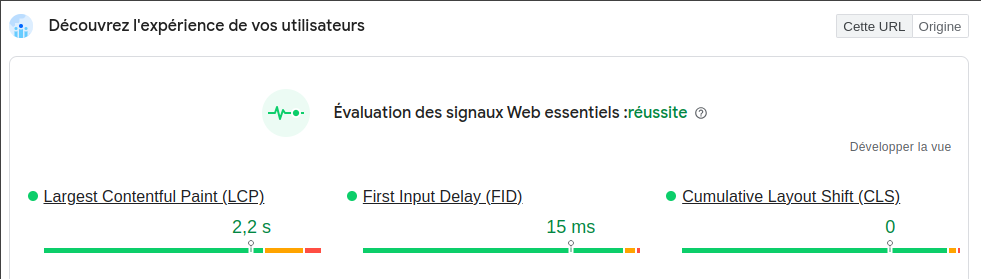 Découvrez l'expérience de vos utilisateurs
Cette URL Origine
Évaluation des signaux Web essentiels :réussite
Développer la vue
Largest Contentful Paint (LCP)
2,2 s
First Input Delay (FID)
15 ms
Cumulative Layout Shift (CLS)
0